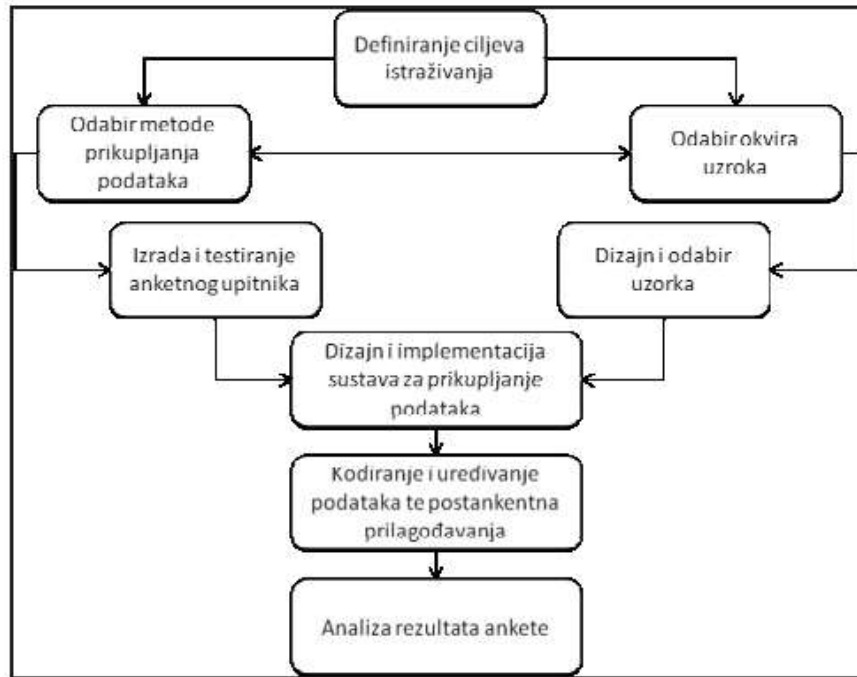 Definiranje ciljeva
istraživanja
Odabir metode
prikupljanja
podataka
Odabir okvira
uzroka
Izrada i testiranje
anketnog upitnika
Dizajn i odabir
uzorka
Dizajn i implementacija
sustava za prikupljanje
podataka
Kodiranje i uređivanje
podataka te postankentna
prilagođavanja
Analiza rezultata ankete